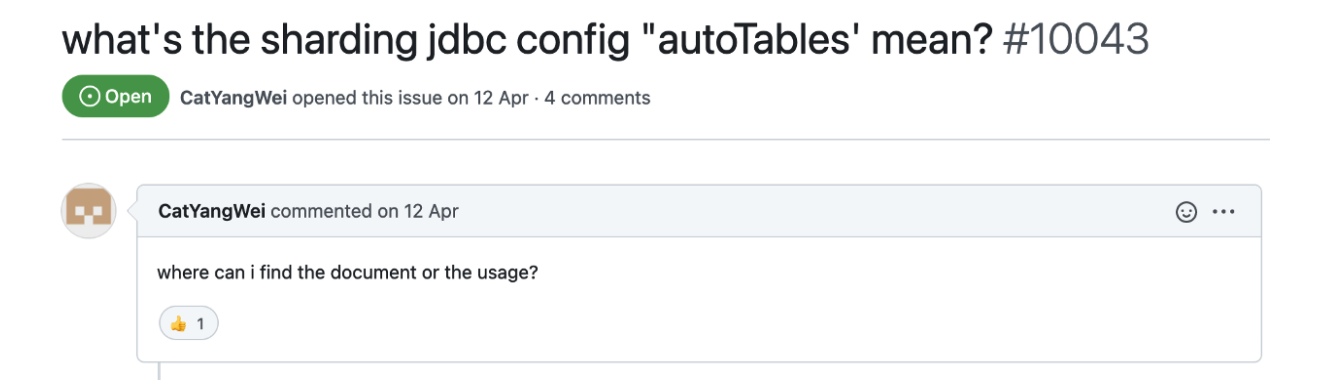 what's the sharding jdbc config "autoTables' mean? #10043
Open CatYangWei opened this issue on 12 Apr · 4 comments
CatYangWei commented on 12 Apr
where can i find the document or the usage?
👍 1